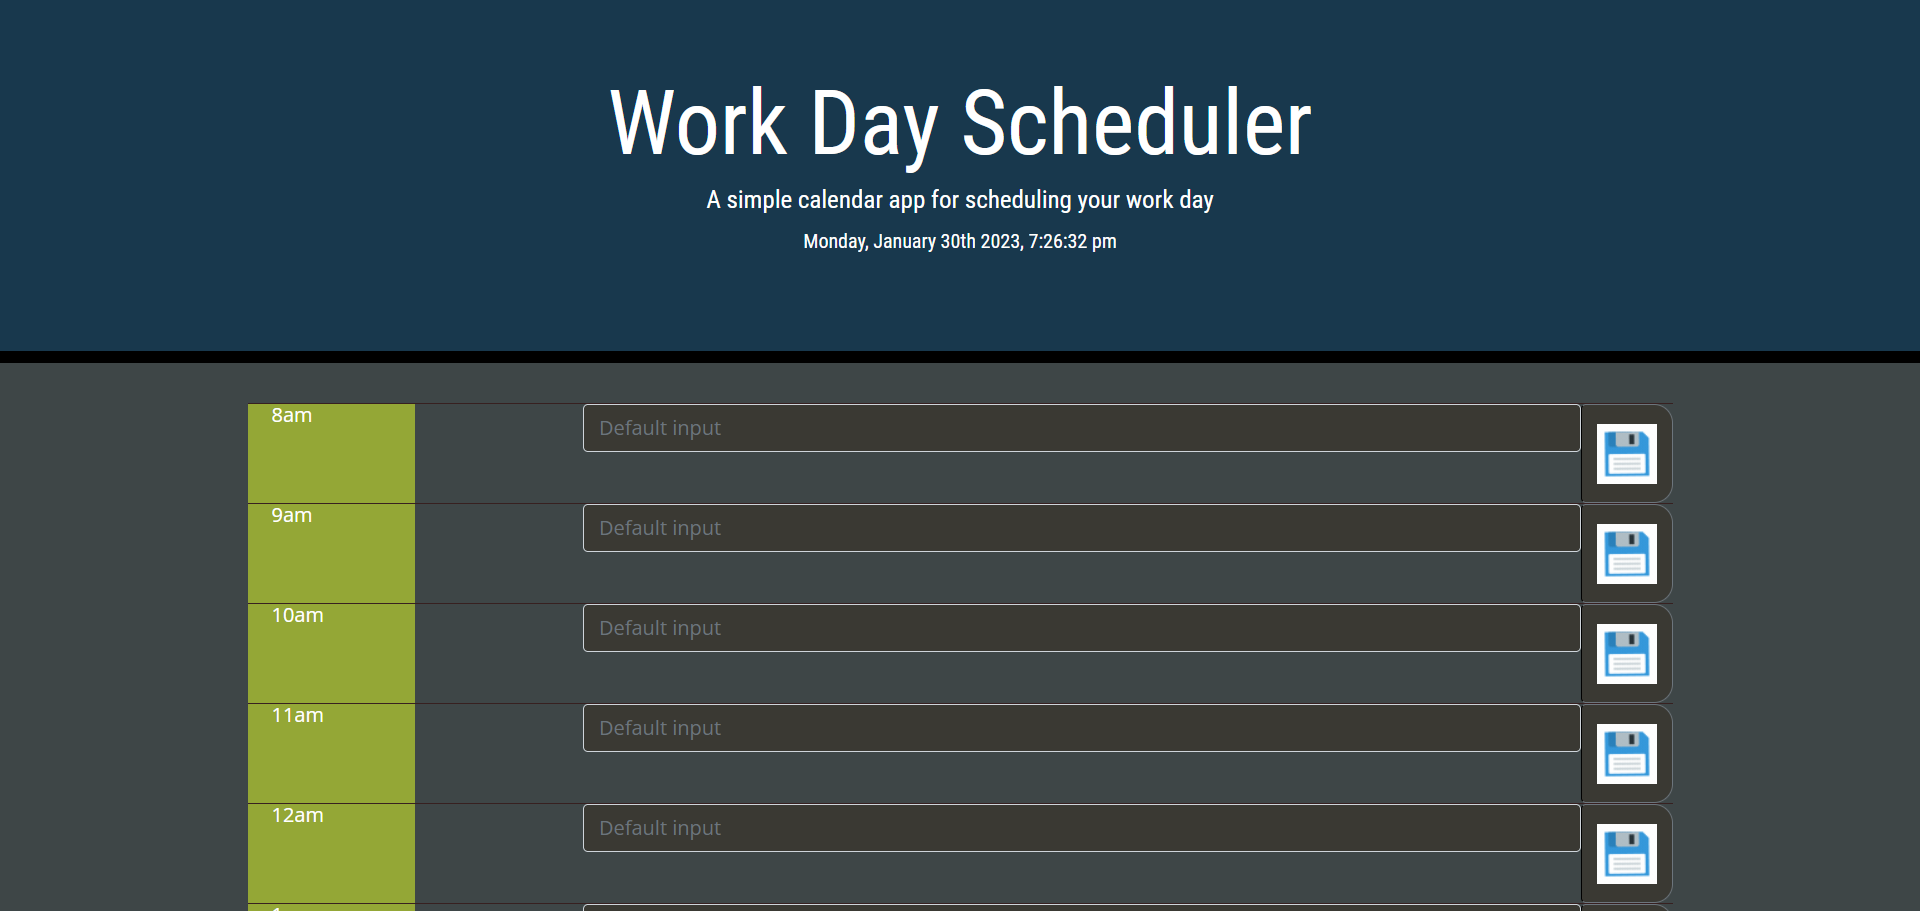 Work Day Scheduler
A simple calendar app for scheduling your work day
Monday, January 30th 2023, 7:26:32 pm
8am
Default input
9am
Default input
10am
Default input
11am
Default input
12am
Default input